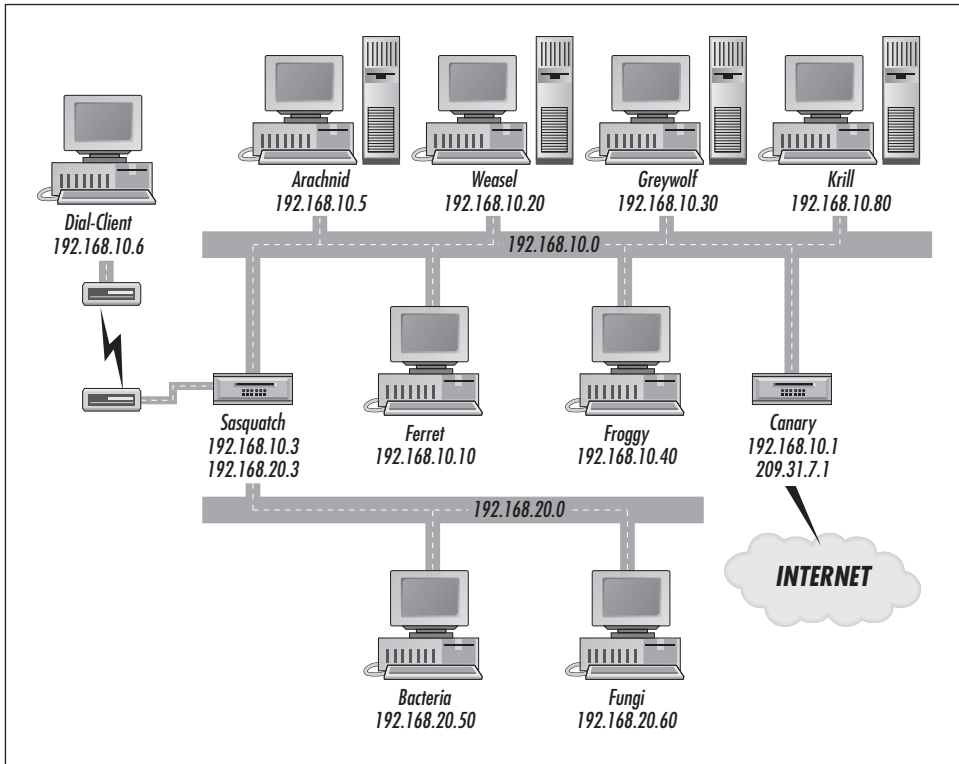 Arachnid
192.168.10.5
Weasel
192.168.10.20
Greywolf
192.168.10.30
Krill
192.168.10.80
Dial-Client
192.168.10.6
192.168.10.0
Sasquatch
192.168.10.3
192.168.20.3
Ferret
192.168.10.10
Froggy
192.168.10.40
Canary
192.168.10.1
209.31.7.1
192.168.20.0
INTERNET
Bacteria
192.168.20.50
Fungi
192.168.20.60